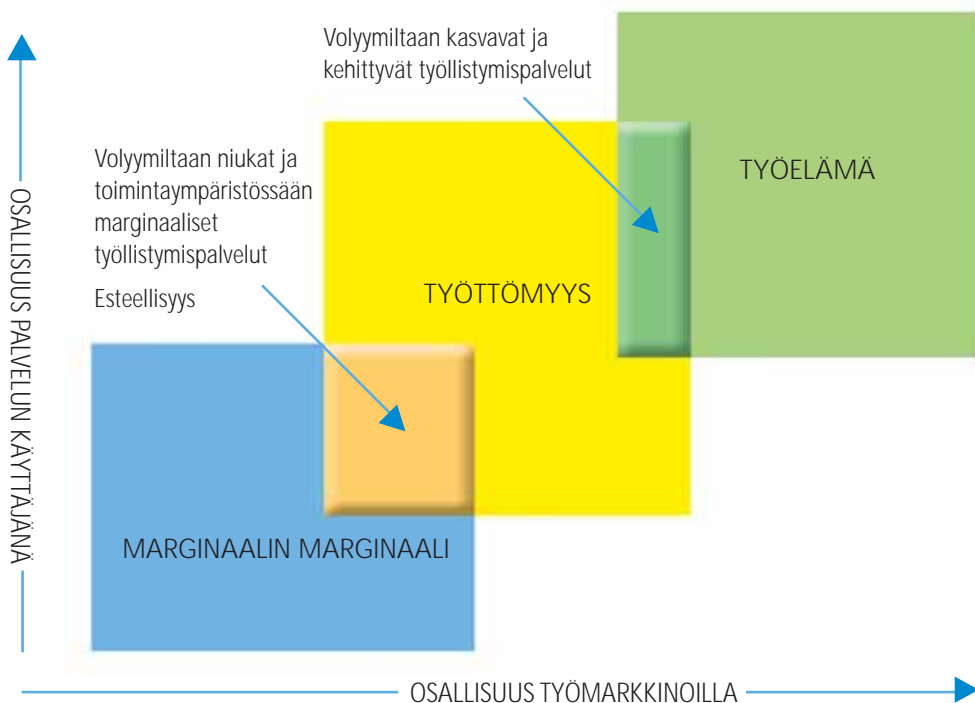 Volyymiltaan kasvavat ja
kehittyvät työllistymispalvelut
Volyymiltaan niukat ja
toimintaympäristössään
marginaaliset
työllistymispalvelut
Esteellisyys
TYÖELÄMÄ
TYÖTTÖMYYS
MARGINAALIN MARGINAALI
OSALLISUUS PALVELUN KÄYTTÄJÄNÄ
OSALLISUUS TYÖMARKKINOILLA